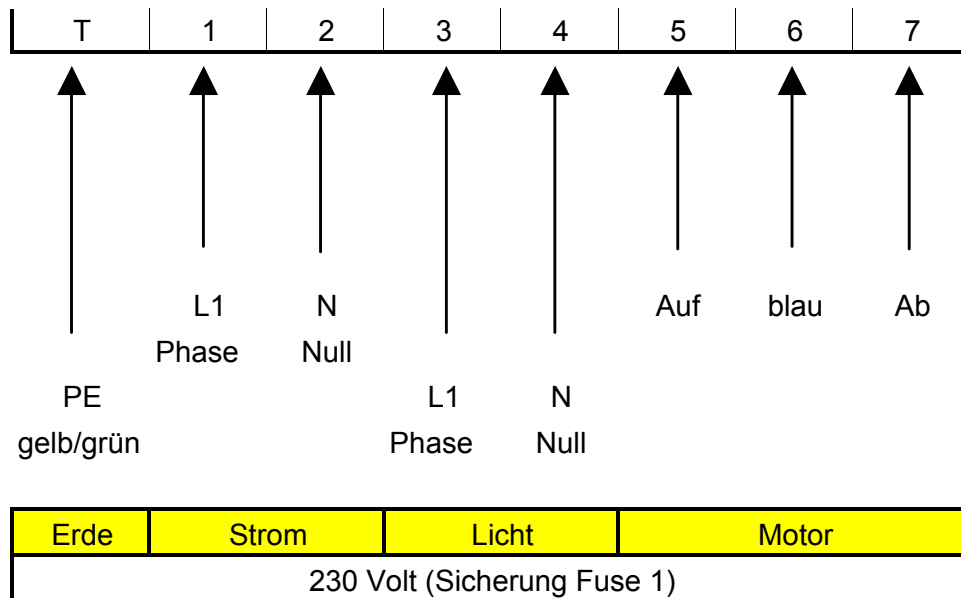 T 1 2 3 4 5 6 7
L1 N Auf blau Ab
Phase Null
PE L1 N
gelb/grün Phase Null
Erde Strom Licht Motor
230 Volt (Sicherung Fuse 1)